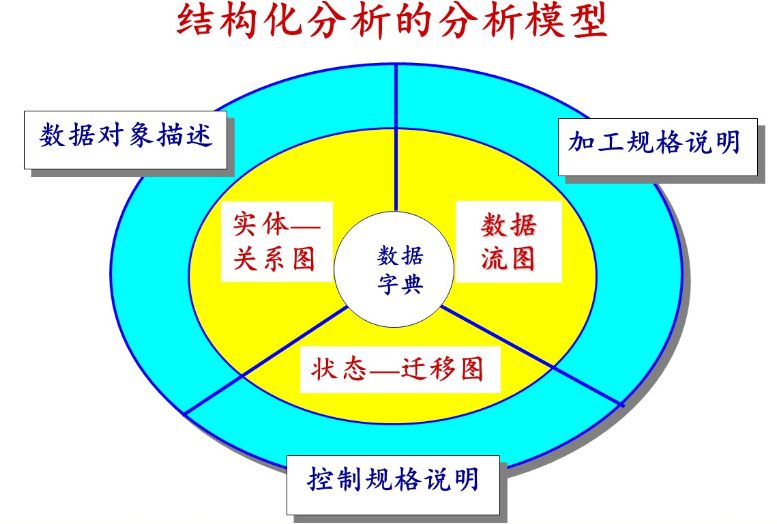 结构化分析的分析模型
数据对象描述
加工规格说明
实体—
关系图
数据
流图
数据
字典
状态—迁移图
控制规格说明